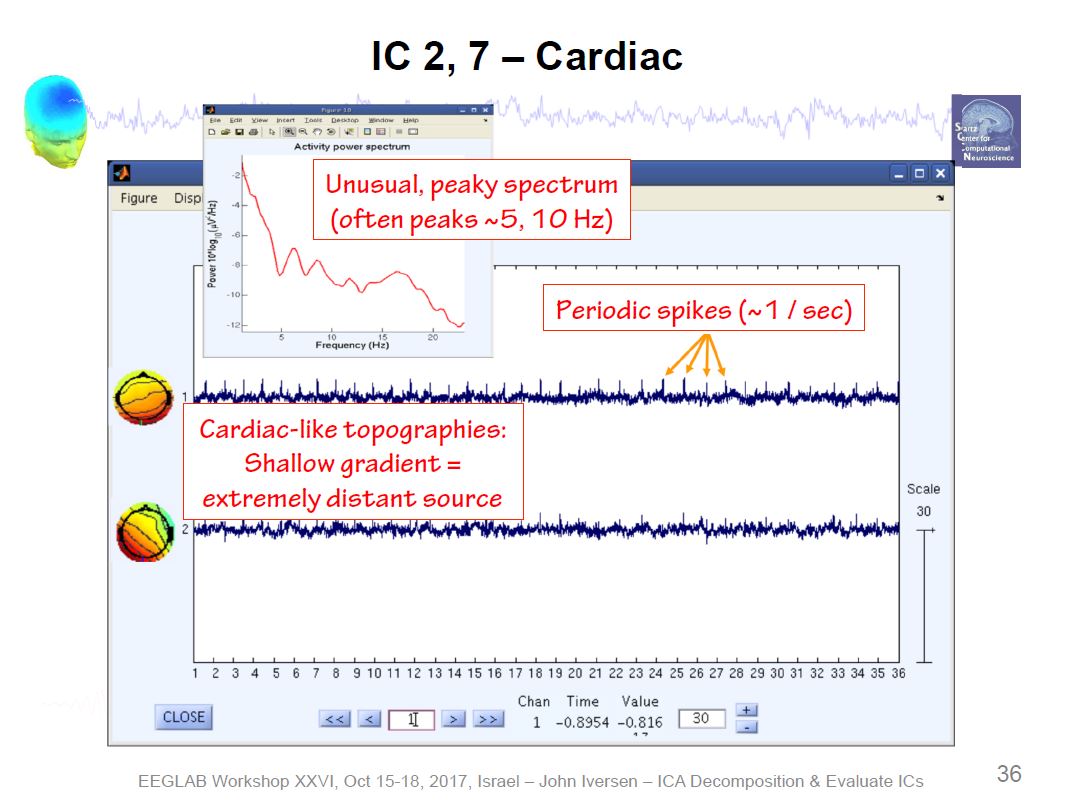 IC 2, 7 – Cardiac
Figure 10
File Edit View Insert Tools Desktop Window Help
Swartz
Center for
Computational
Neuroscience
Activity power spectrum
Unusual, peaky spectrum
(often peaks ~5, 10 Hz)
Figure Disp
Power 10*log10(μV²/Hz)
-2
-4
-6
-8
-10
-12
5 10 15 20
Frequency (Hz)
Periodic spikes (~1 / sec)
1
Cardiac-like topographies:
Shallow gradient =
extremely distant source
Scale
30
2
1 2 3 4 5 6 7 8 9 10 11 12 13 14 15 16 17 18 19 20 21 22 23 24 25 26 27 28 29 30 31 32 33 34 35 36
Chan Time Value
CLOSE << < 1 > >> 1 -0.8954 -0.816 30 + -
EEGLAB Workshop XXVI, Oct 15-18, 2017, Israel – John Iversen – ICA Decomposition & Evaluate ICs
36